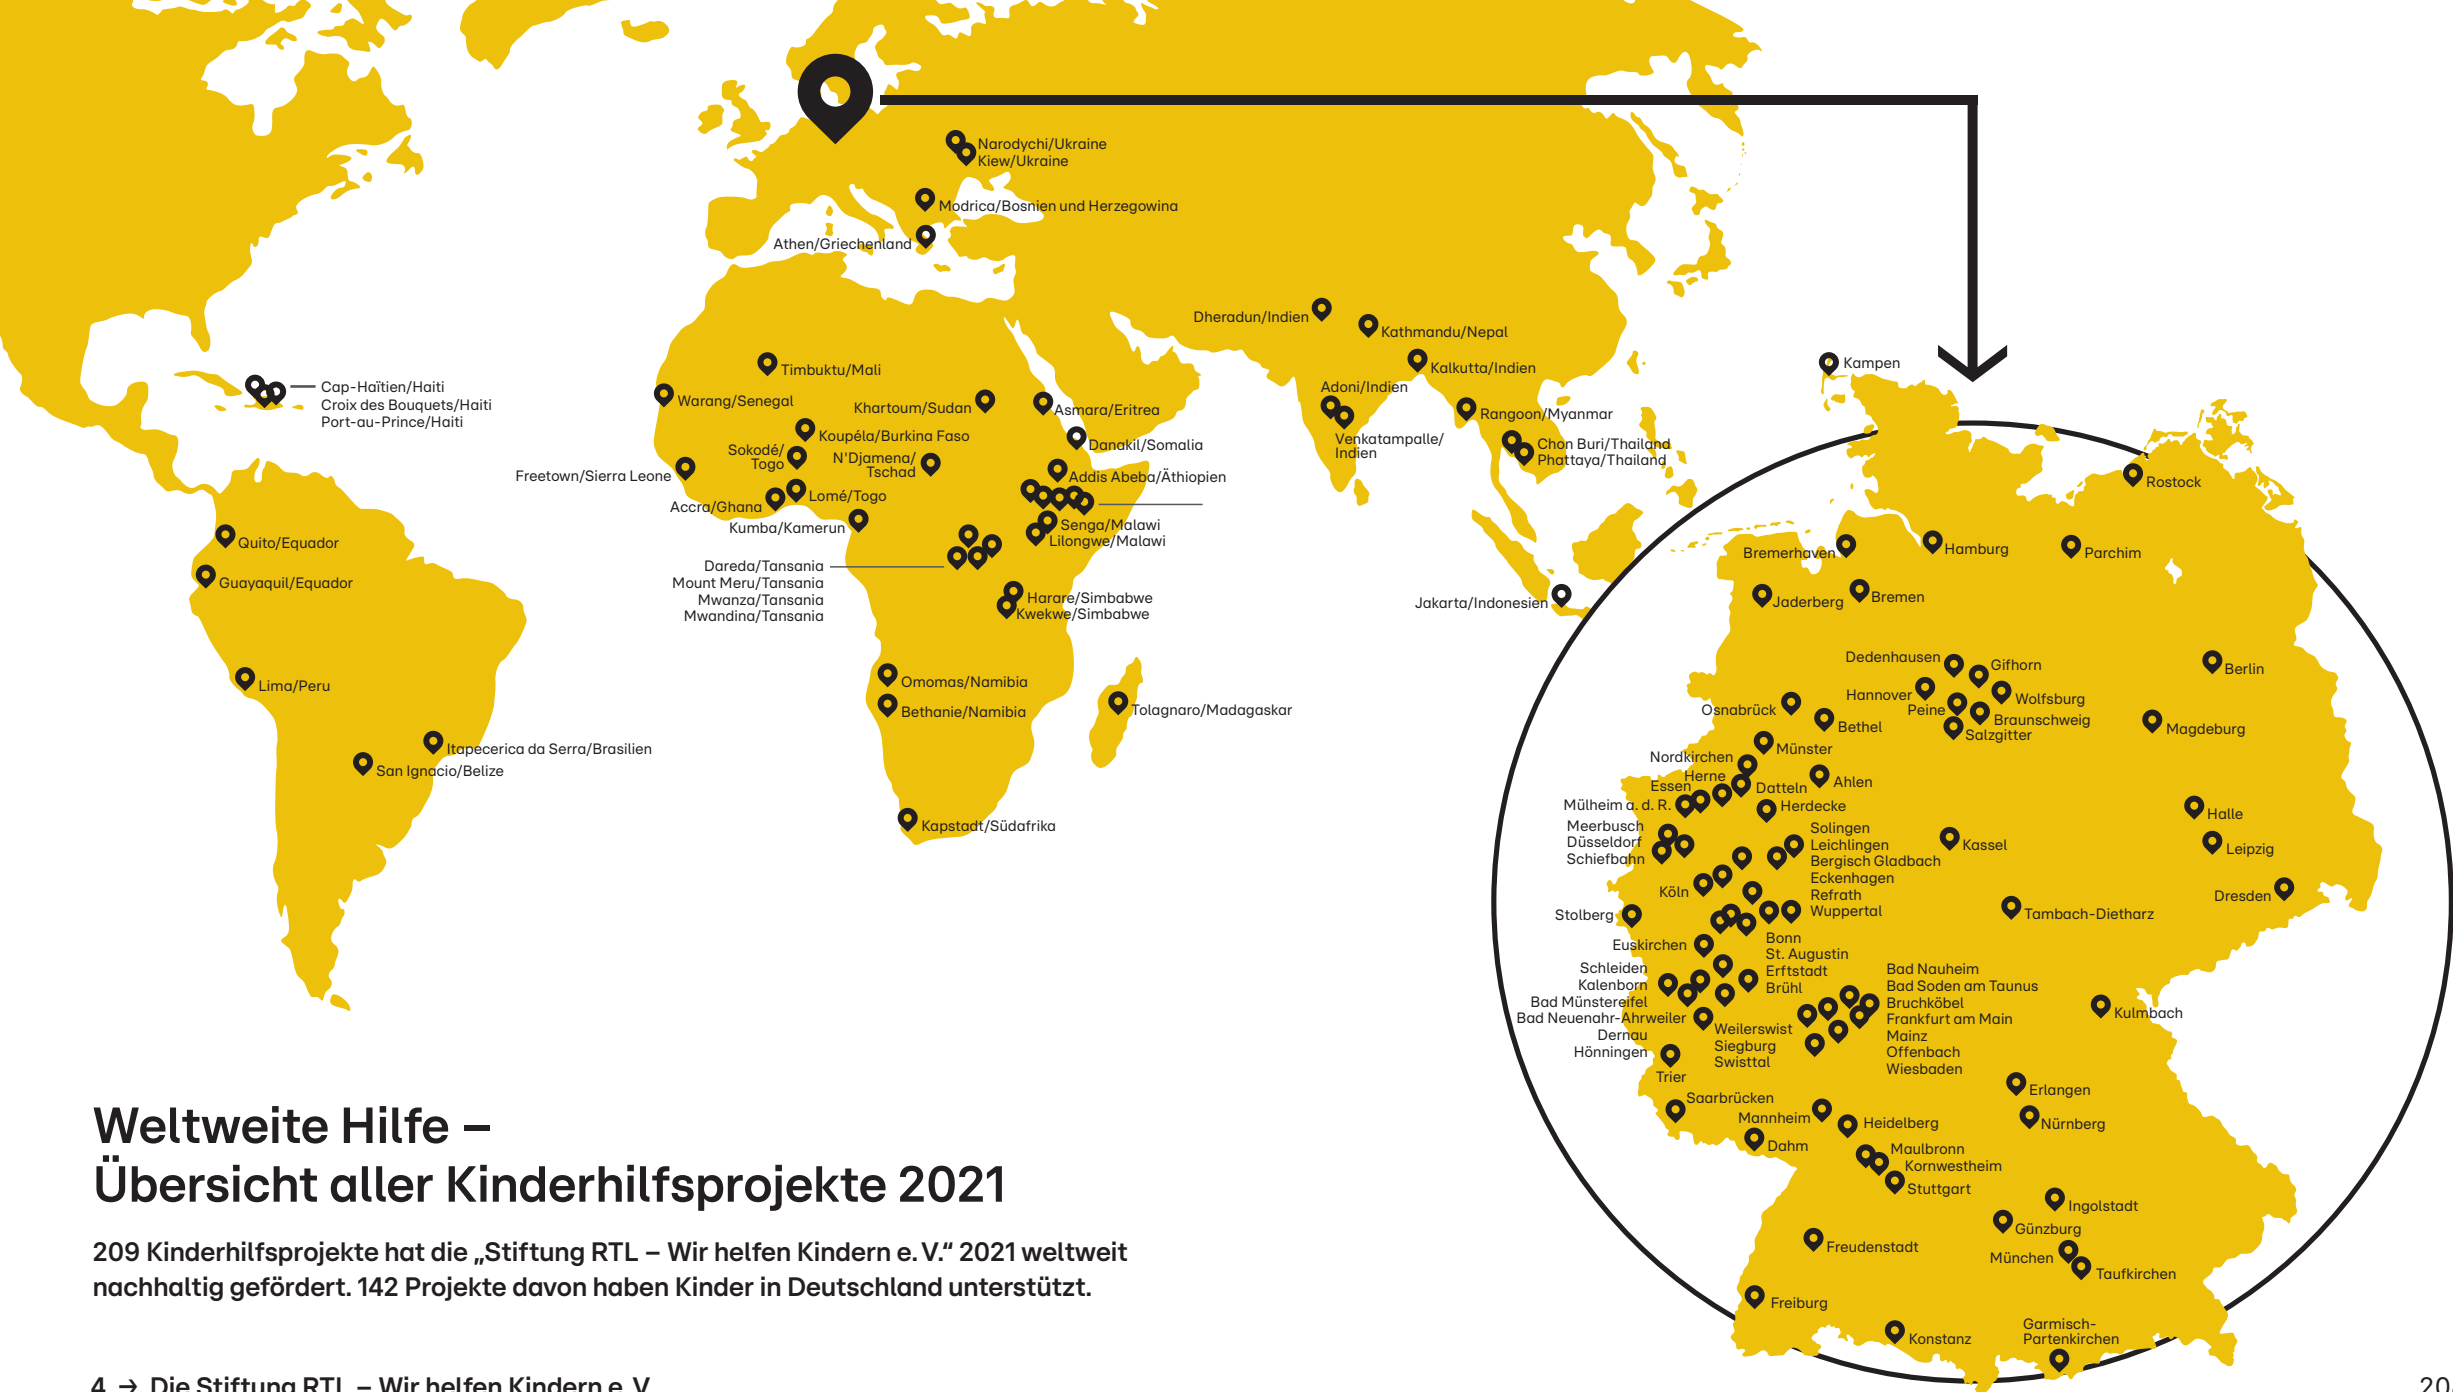 Narodychi/Ukraine
Kiew/Ukraine
Modrica/Bosnien und Herzegowina
Athen/Griechenland
Dheradun/Indien
Kathmandu/Nepal
Kalkutta/Indien
Adoni/Indien
Rangoon/Myanmar
Venkatampalle/
Indien
Chon Buri/Thailand
Phattaya/Thailand
Jakarta/Indonesien
Cap-Haïtien/Haiti
Croix des Bouquets/Haiti
Port-au-Prince/Haiti
Timbuktu/Mali
Warang/Senegal
Khartoum/Sudan
Asmara/Eritrea
Koupéla/Burkina Faso
Danakil/Somalia
Sokodé/
Togo
N'Djamena/
Tschad
Freetown/Sierra Leone
Addis Abeba/Äthiopien
Lomé/Togo
Accra/Ghana
Kumba/Kamerun
Senga/Malawi
Lilongwe/Malawi
Dareda/Tansania
Mount Meru/Tansania
Mwanza/Tansania
Mwandina/Tansania
Harare/Simbabwe
Kwekwe/Simbabwe
Omomas/Namibia
Bethanie/Namibia
Tolagnaro/Madagaskar
Kapstadt/Südafrika
Quito/Equador
Guayaquil/Equador
Lima/Peru
Itapecerica da Serra/Brasilien
San Ignacio/Belize
Kampen
Rostock
Bremerhaven
Hamburg
Parchim
Jaderberg
Bremen
Dedenhausen
Gifhorn
Berlin
Hannover
Wolfsburg
Osnabrück
Peine
Braunschweig
Bethel
Salzgitter
Magdeburg
Münster
Nordkirchen
Herne
Ahlen
Essen
Datteln
Mülheim a. d. R.
Herdecke
Halle
Meerbusch
Düsseldorf
Schiefbahn
Solingen
Leichlingen
Bergisch Gladbach
Eckenhagen
Refrath
Wuppertal
Kassel
Leipzig
Köln
Dresden
Stolberg
Tambach-Dietharz
Euskirchen
Bonn
St. Augustin
Erftstadt
Brühl
Schleiden
Kalenborn
Bad Münstereifel
Bad Neuenahr-Ahrweiler
Dernau
Hönningen
Bad Nauheim
Bad Soden am Taunus
Bruchköbel
Frankfurt am Main
Mainz
Offenbach
Wiesbaden
Kulmbach
Weilerswist
Siegburg
Swisttal
Trier
Erlangen
Saarbrücken
Mannheim
Heidelberg
Nürnberg
Dahm
Maulbronn
Kornwestheim
Stuttgart
Ingolstadt
Günzburg
Freudenstadt
München
Taufkirchen
Freiburg
Garmisch-
Partenkirchen
Konstanz
Weltweite Hilfe –
Übersicht aller Kinderhilfsprojekte 2021
209 Kinderhilfsprojekte hat die „Stiftung RTL – Wir helfen Kindern e. V.“ 2021 weltweit
nachhaltig gefördert. 142 Projekte davon haben Kinder in Deutschland unterstützt.
4 → Die Stiftung RTL – Wir helfen Kindern e. V.